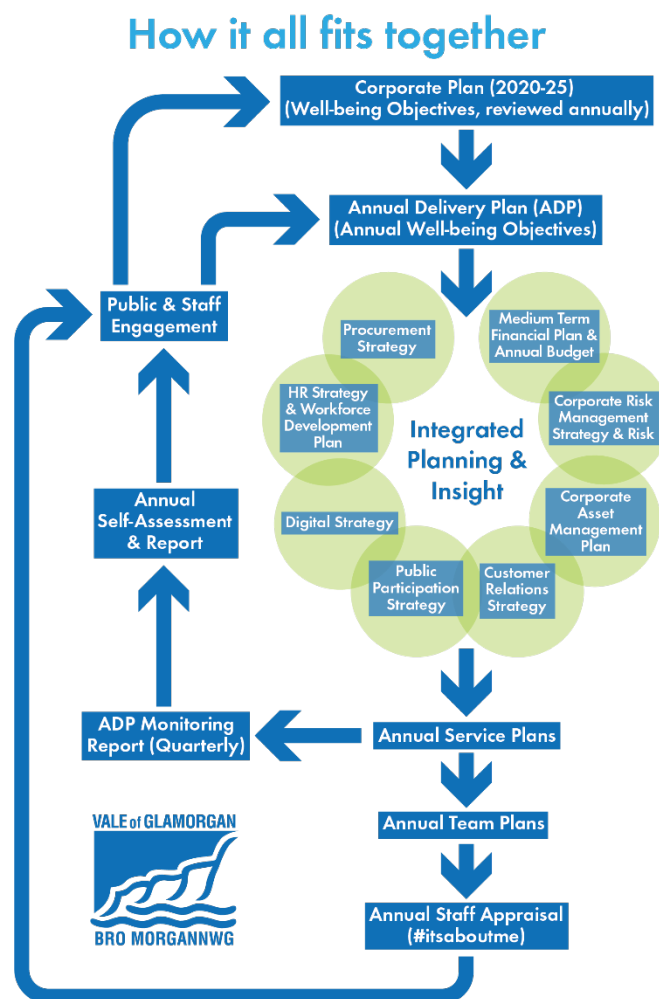 How it all fits together
Corporate Plan (2020-25)
(Well-being Objectives, reviewed annually)
Annual Delivery Plan (ADP)
(Annual Well-being Objectives)
Public & Staff
Engagement
Procurement
Strategy
Medium Term
Financial Plan &
Annual Budget
HR Strategy
& Workforce
Development
Plan
Corporate Risk
Management
Strategy & Risk
Integrated
Planning &
Insight
Annual
Self-Assessment
& Report
Digital Strategy
Corporate
Asset
Management
Plan
Public
Participation
Strategy
Customer
Relations
Strategy
ADP Monitoring
Report (Quarterly)
Annual Service Plans
Annual Team Plans
VALE of GLAMORGAN
BRO MORGANNWG
Annual Staff Appraisal
(#itsaboutme)